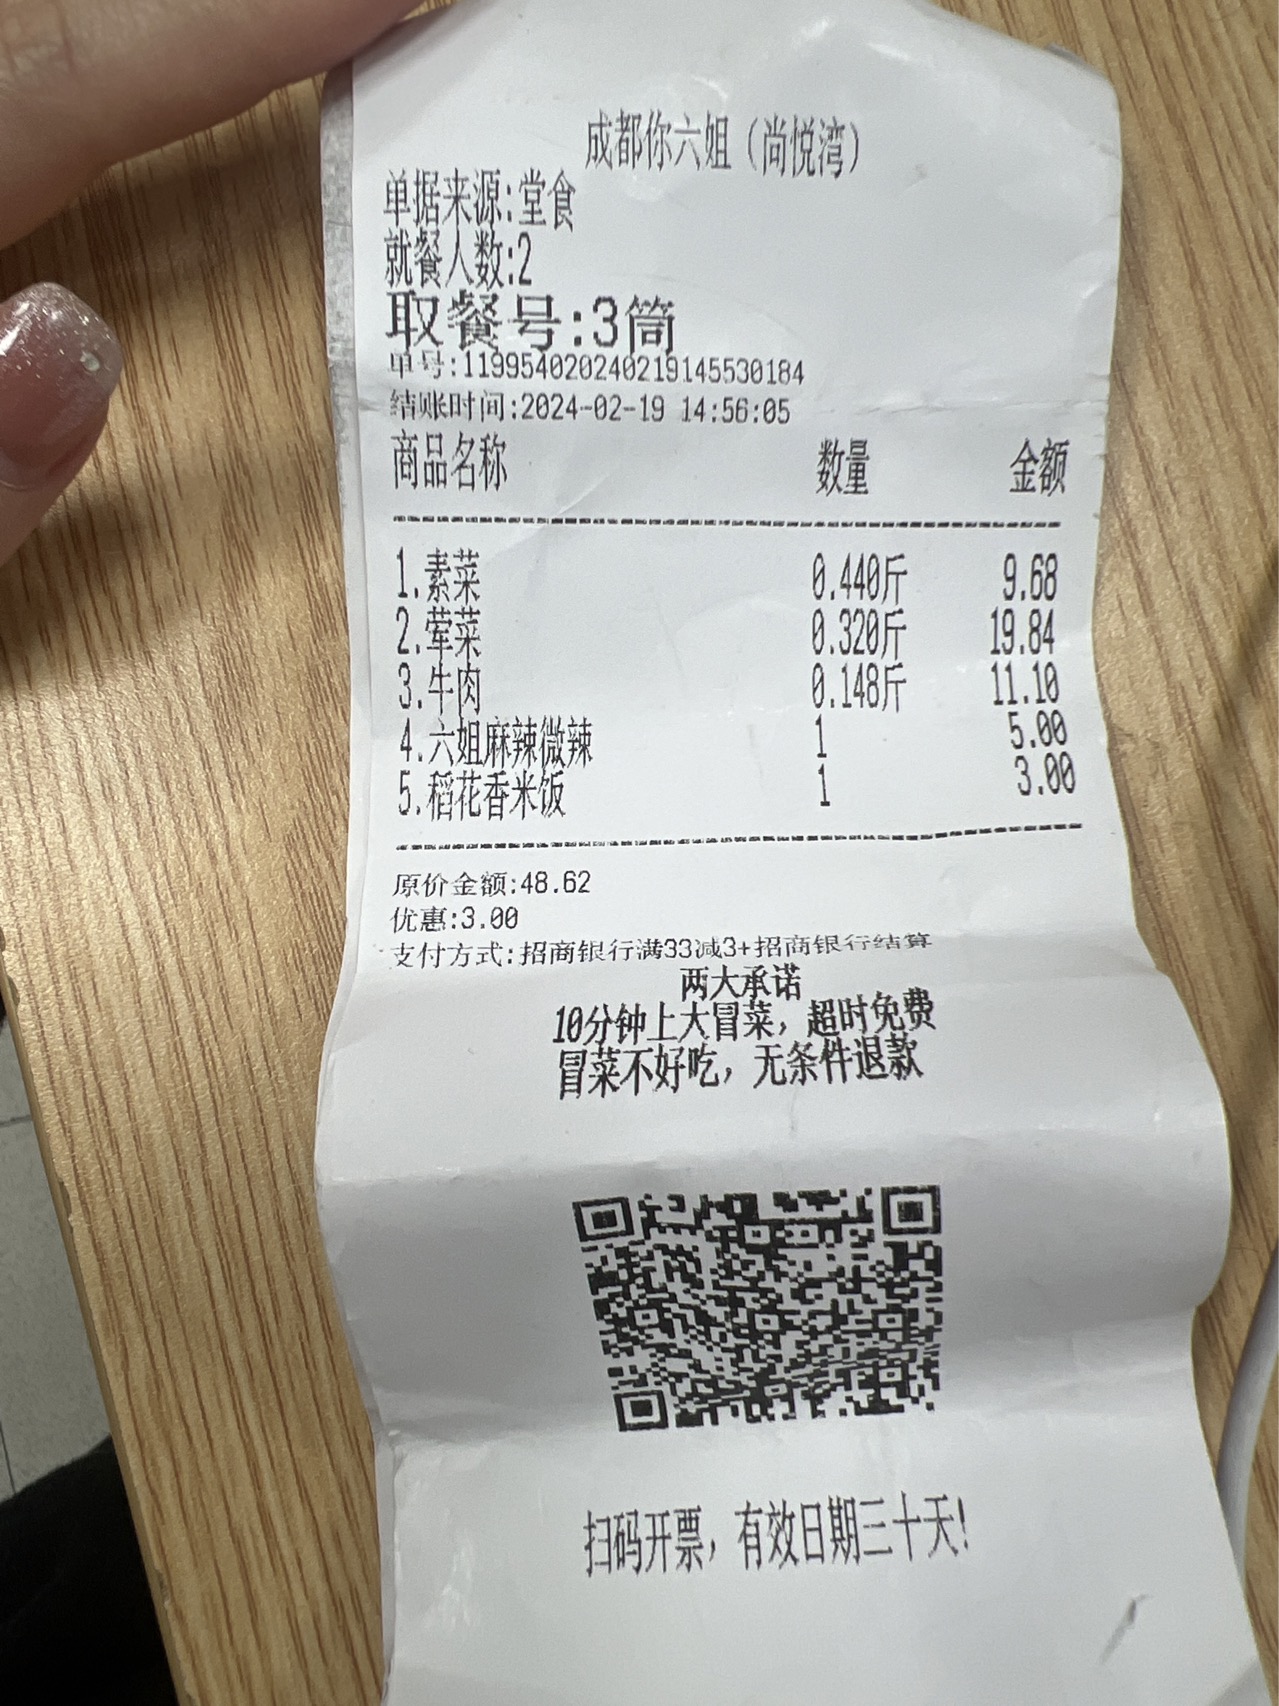 成都你六姐（尚悦湾）
单据来源:堂食
就餐人数:2
取餐号:3筒
单号:119954020240219145530184
结账时间:2024-02-19 14:56:05
商品名称 数量 金额
1.素菜 0.440斤 9.68
2.荤菜 0.320斤 19.84
3.牛肉 0.148斤 11.10
4.六姐麻辣微辣 1 5.00
5.稻花香米饭 1 3.00
原价金额:48.62
优惠:3.00
支付方式:招商银行满33减3+招商银行结算
两大承诺
10分钟上大冒菜，超时免费
冒菜不好吃，无条件退款
扫码开票，有效日期三十天!